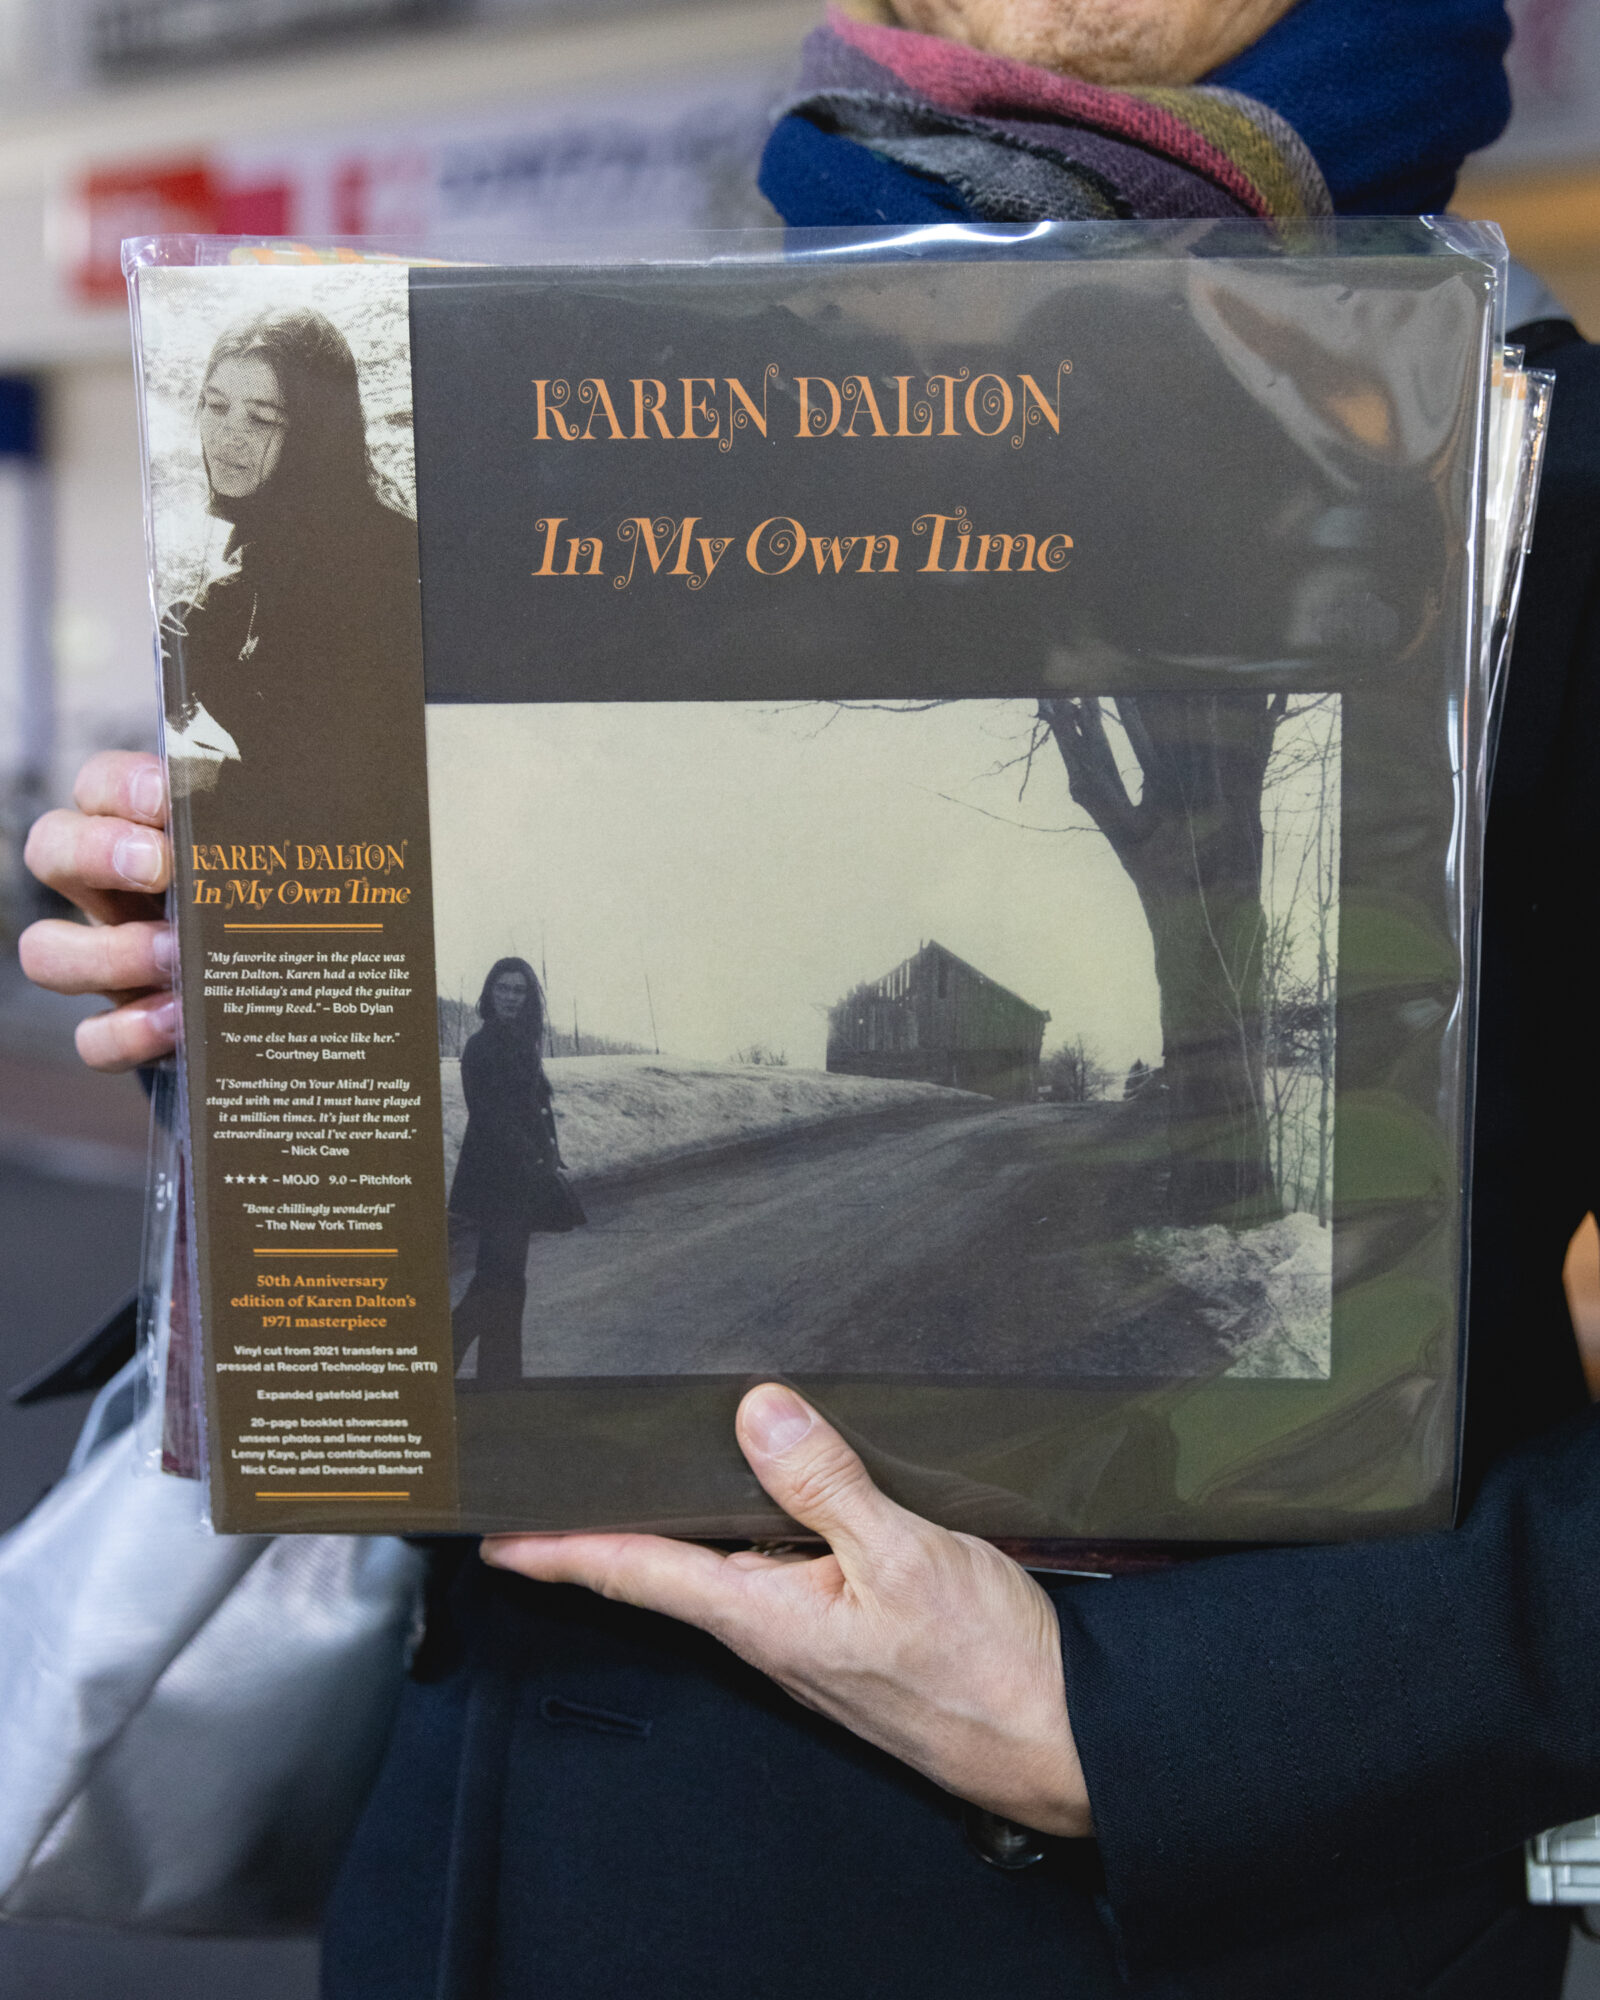 KAREN DALTON
In My Own Time
KAREN DALTON
In My Own Time
"My favorite singer in the place was
Karen Dalton. Karen had a voice like
Billie Holiday's and played the guitar
like Jimmy Reed." – Bob Dylan
"No one else has a voice like her."
– Courtney Barnett
"['Something On Your Mind'] really
stayed with me and I must have played
it a million times. It's just the most
extraordinary vocal I've ever heard."
– Nick Cave
★★★★ – MOJO 9.0 – Pitchfork
"Bone chillingly wonderful"
– The New York Times
50th Anniversary
edition of Karen Dalton's
1971 masterpiece
Vinyl cut from 2021 transfers and
pressed at Record Technology Inc. (RTI)
Expanded gatefold jacket
20-page booklet showcases
unseen photos and liner notes by
Lenny Kaye, plus contributions from
Nick Cave and Devendra Banhart